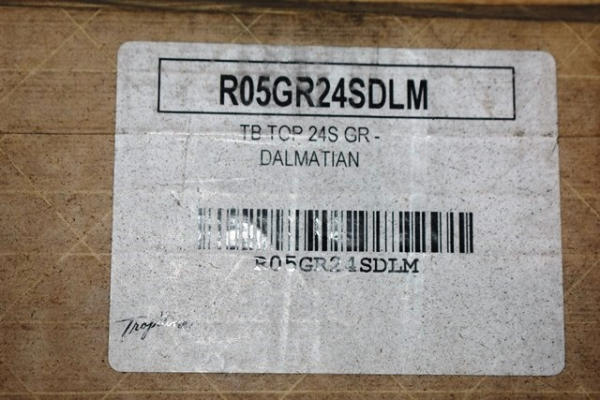 R05GR24SDLM
TB TOP 24S GR -
DALMATIAN
R05GR24SDLM